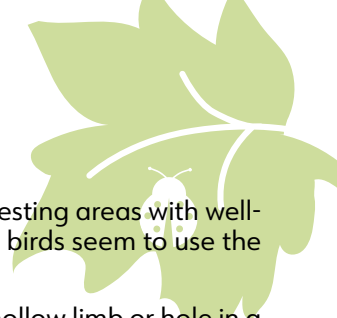 esting areas with well-
birds seem to use the
ollow limb or hole in a